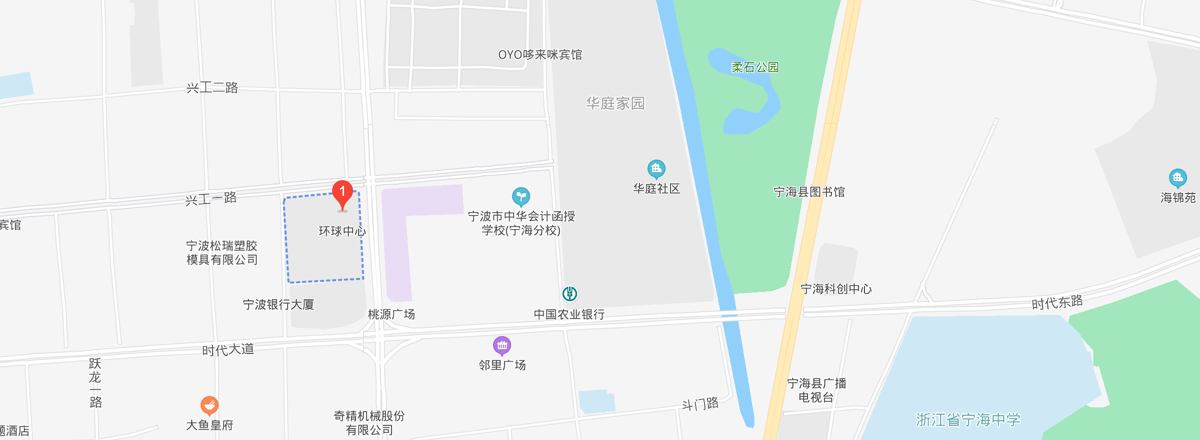 OYO哆来咪宾馆
柔石公园
兴工二路
华庭家园
1
华庭社区
兴工一路
宁海县图书馆
海锦苑
宾馆
宁波市中华会计函授
学校(宁海分校)
环球中心
宁波松瑞塑胶
模具有限公司
宁海科创中心
宁波银行大厦
桃源广场
中国农业银行
时代东路
时代大道
邻里广场
跃龙一路
宁海县广播
电视台
斗门路
大鱼皇府
奇精机械股份
有限公司
浙江省宁海中学
题酒店